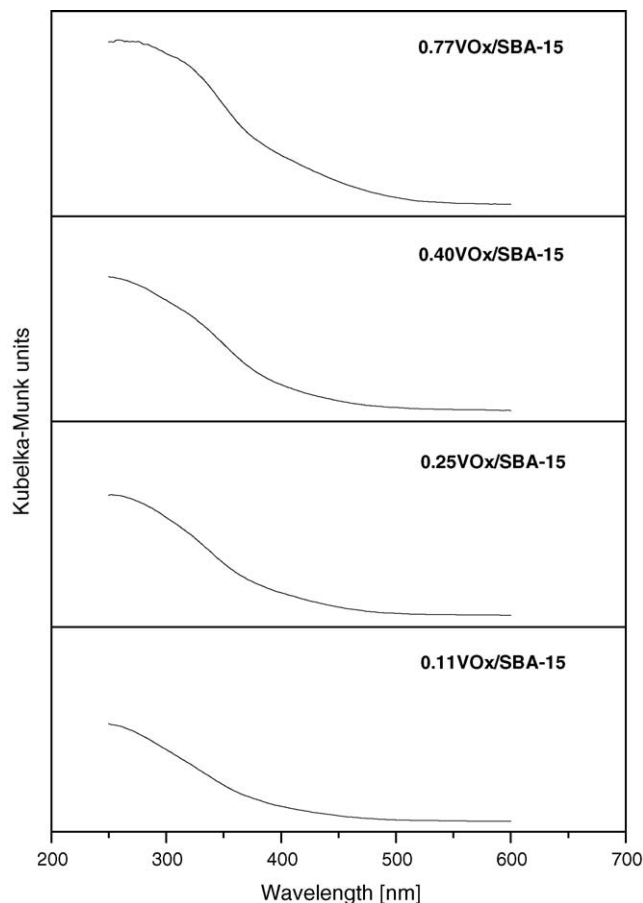 0.77VOx/SBA-15
0.40VOx/SBA-15
0.25VOx/SBA-15
0.11VOx/SBA-15
Kubelka-Munk units
200 300 400 500 600 700
Wavelength [nm]